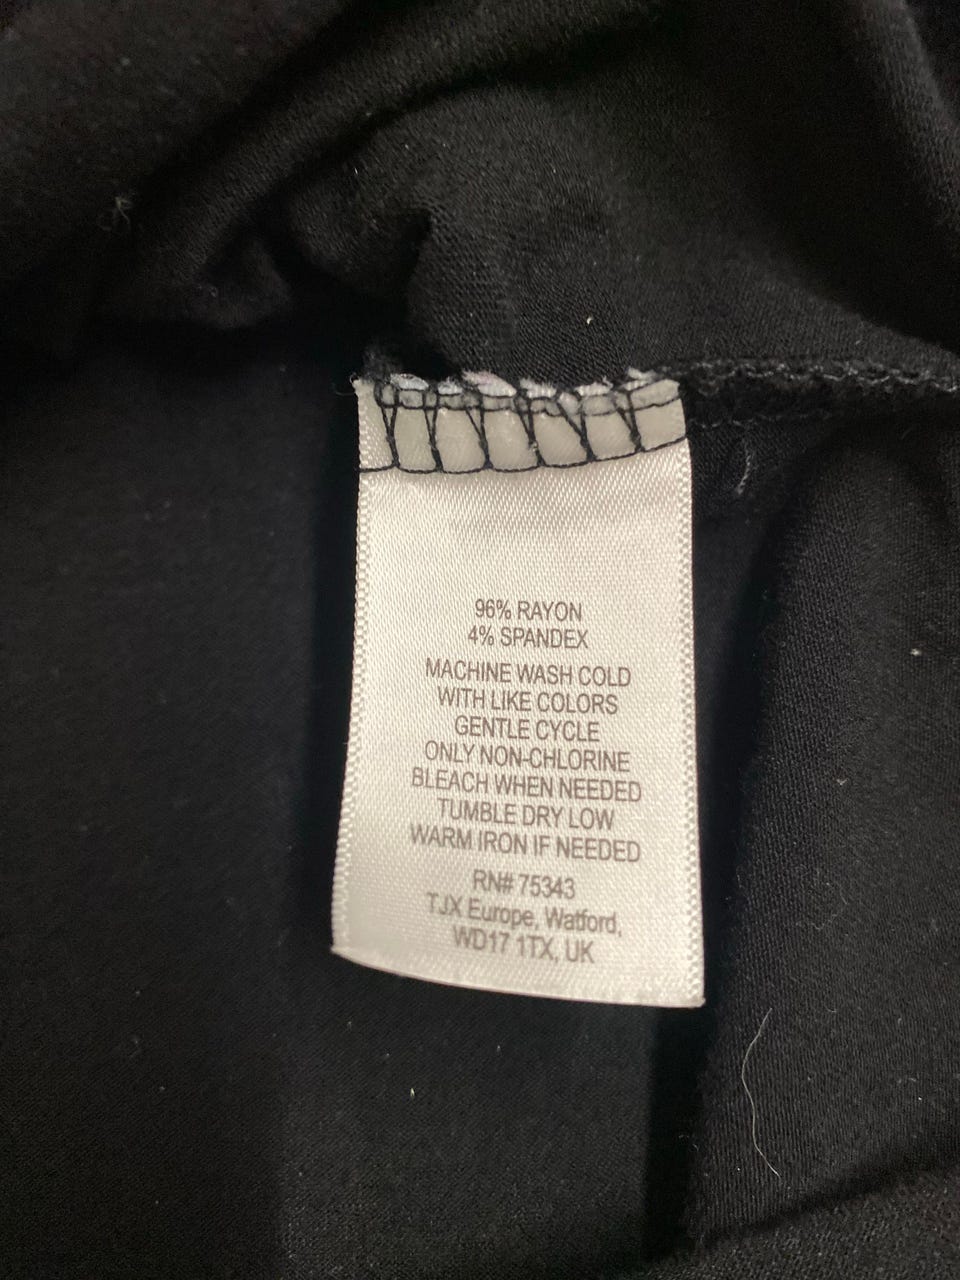 96% RAYON
4% SPANDEX
MACHINE WASH COLD
WITH LIKE COLORS
GENTLE CYCLE
ONLY NON-CHLORINE
BLEACH WHEN NEEDED
TUMBLE DRY LOW
WARM IRON IF NEEDED
RN# 75343
TJX Europe, Watford,
WD17 1TX, UK